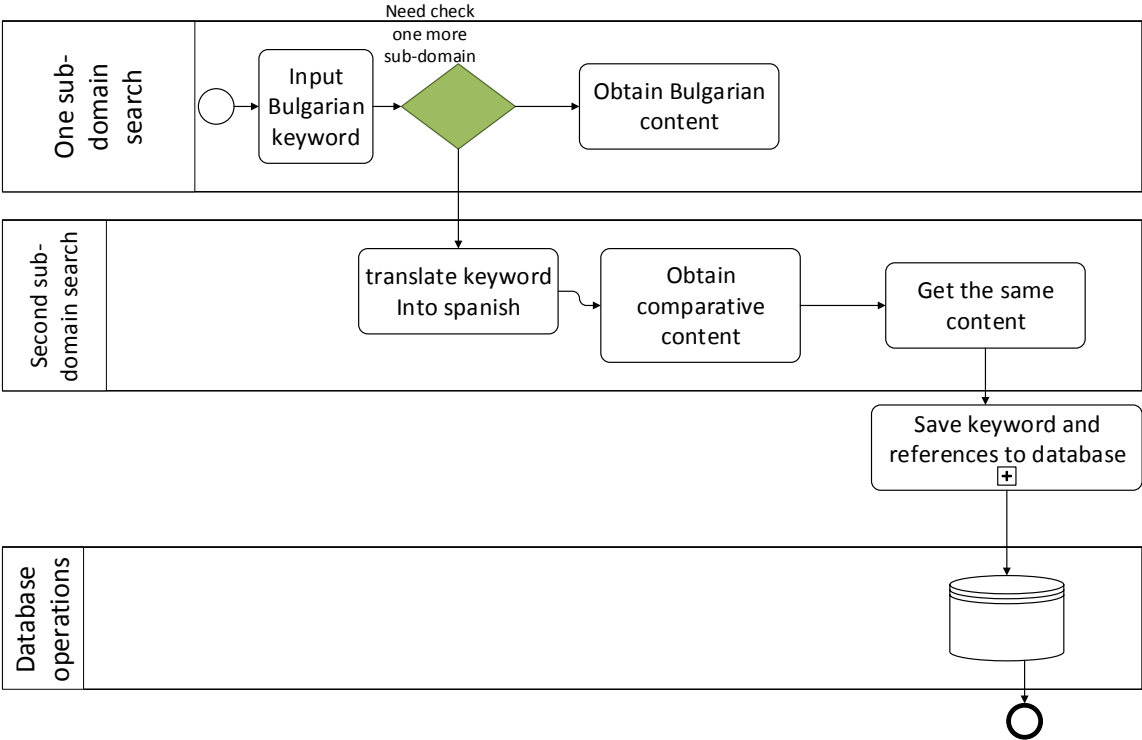 Need check
one more
sub-domain
One sub-
domain
search
Input
Bulgarian
keyword
Obtain Bulgarian
content
Second sub-
domain search
translate keyword
Into spanish
Obtain
comparative
content
Get the same
content
Save keyword and
references to database
Database
operations